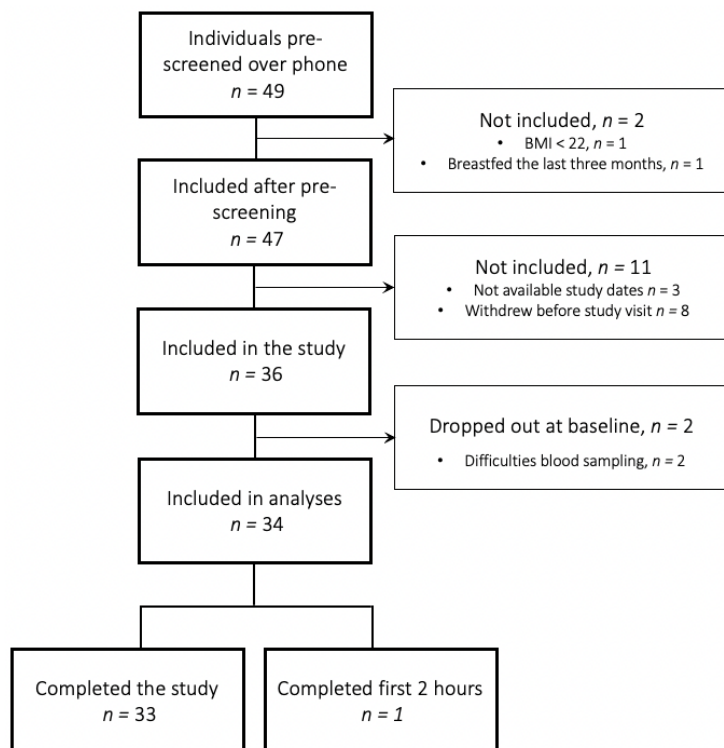 Individuals pre-
screened over phone
n = 49
Not included, n = 2
• BMI < 22, n = 1
• Breastfed the last three months, n = 1
Included after pre-
screening
n = 47
Not included, n = 11
• Not available study dates n = 3
• Withdrew before study visit n = 8
Included in the study
n = 36
Dropped out at baseline, n = 2
• Difficulties blood sampling, n = 2
Included in analyses
n = 34
Completed the study
n = 33
Completed first 2 hours
n = 1